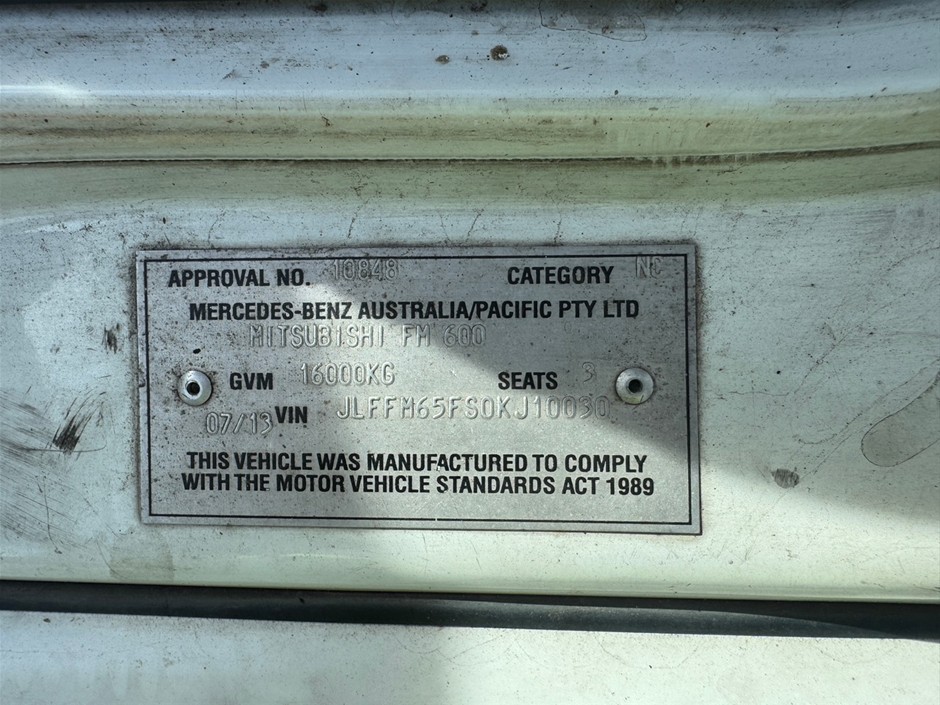 APPROVAL NO. 10848 CATEGORY NC
MERCEDES-BENZ AUSTRALIA/PACIFIC PTY LTD
MITSUBISHI FM 600
GVM 16000KG SEATS 3
07/13 VIN JLFFM65FS0KJ10030
THIS VEHICLE WAS MANUFACTURED TO COMPLY
WITH THE MOTOR VEHICLE STANDARDS ACT 1989